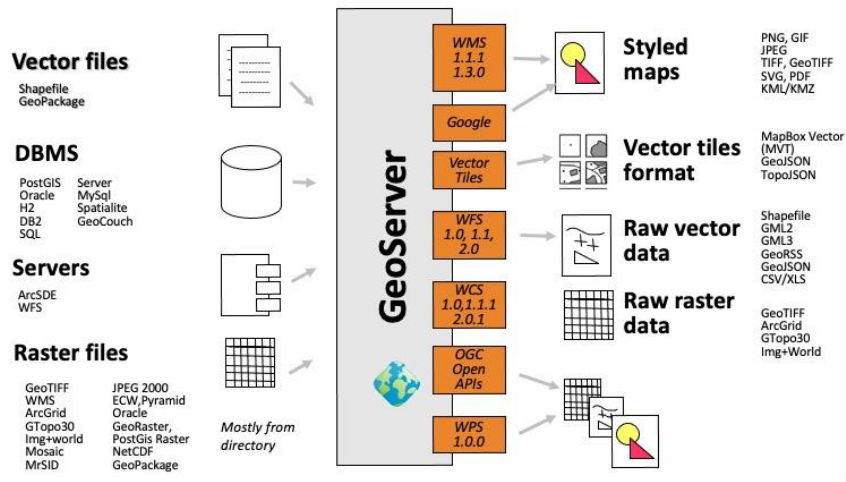 Vector files
Shapefile
GeoPackage
DBMS
PostGIS
Oracle
H2
DB2
SQL
Server
MySql
Spatialite
GeoCouch
Servers
ArcSDE
WFS
Raster files
GeoTIFF
WMS
ArcGrid
GTopo30
Img+world
Mosaic
MrSID
JPEG 2000
ECW,Pyramid
Oracle
GeoRaster,
PostGis Raster
NetCDF
GeoPackage
Mostly from
directory
GeoServer
WMS
1.1.1
1.3.0
Google
Vector
Tiles
WFS
1.0, 1.1,
2.0
WCS
1.0,1.1.1
2.0.1
OGC
Open
APIs
WPS
1.0.0
Styled
maps
PNG, GIF
JPEG
TIFF, GeoTIFF
SVG, PDF
KML/KMZ
Vector tiles
format
MapBox Vector
(MVT)
GeoJSON
TopoJSON
Raw vector
data
Shapefile
GML2
GML3
GeoRSS
GeoJSON
CSV/XLS
Raw raster
data
GeoTIFF
ArcGrid
GTopo30
Img+World